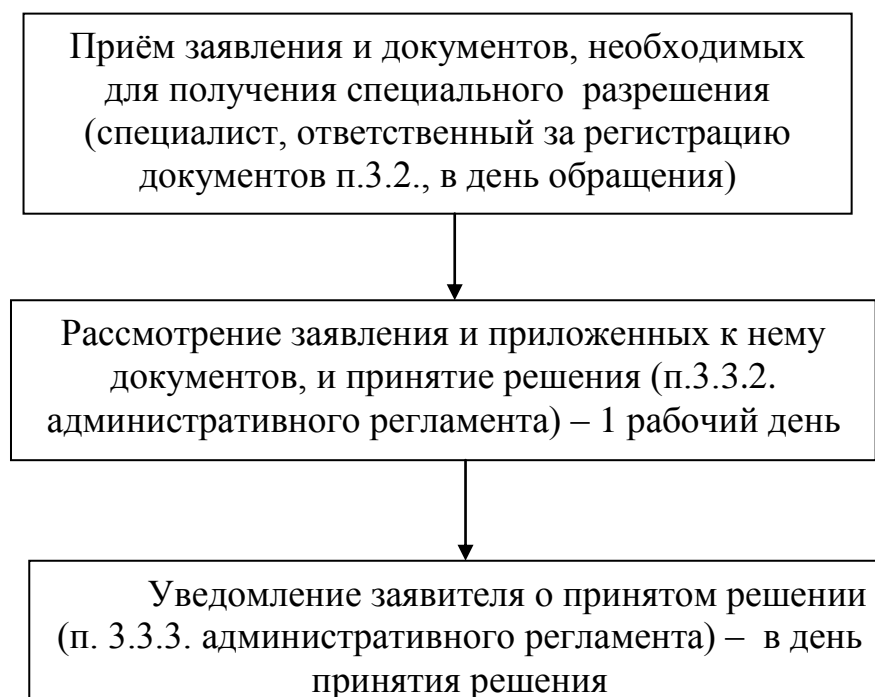 Приём заявления и документов, необходимых
для получения специального разрешения
(специалист, ответственный за регистрацию
документов п.3.2., в день обращения)
Рассмотрение заявления и приложенных к нему
документов, и принятие решения (п.3.3.2.
административного регламента) – 1 рабочий день
Уведомление заявителя о принятом решении
(п. 3.3.3. административного регламента) – в день
принятия решения